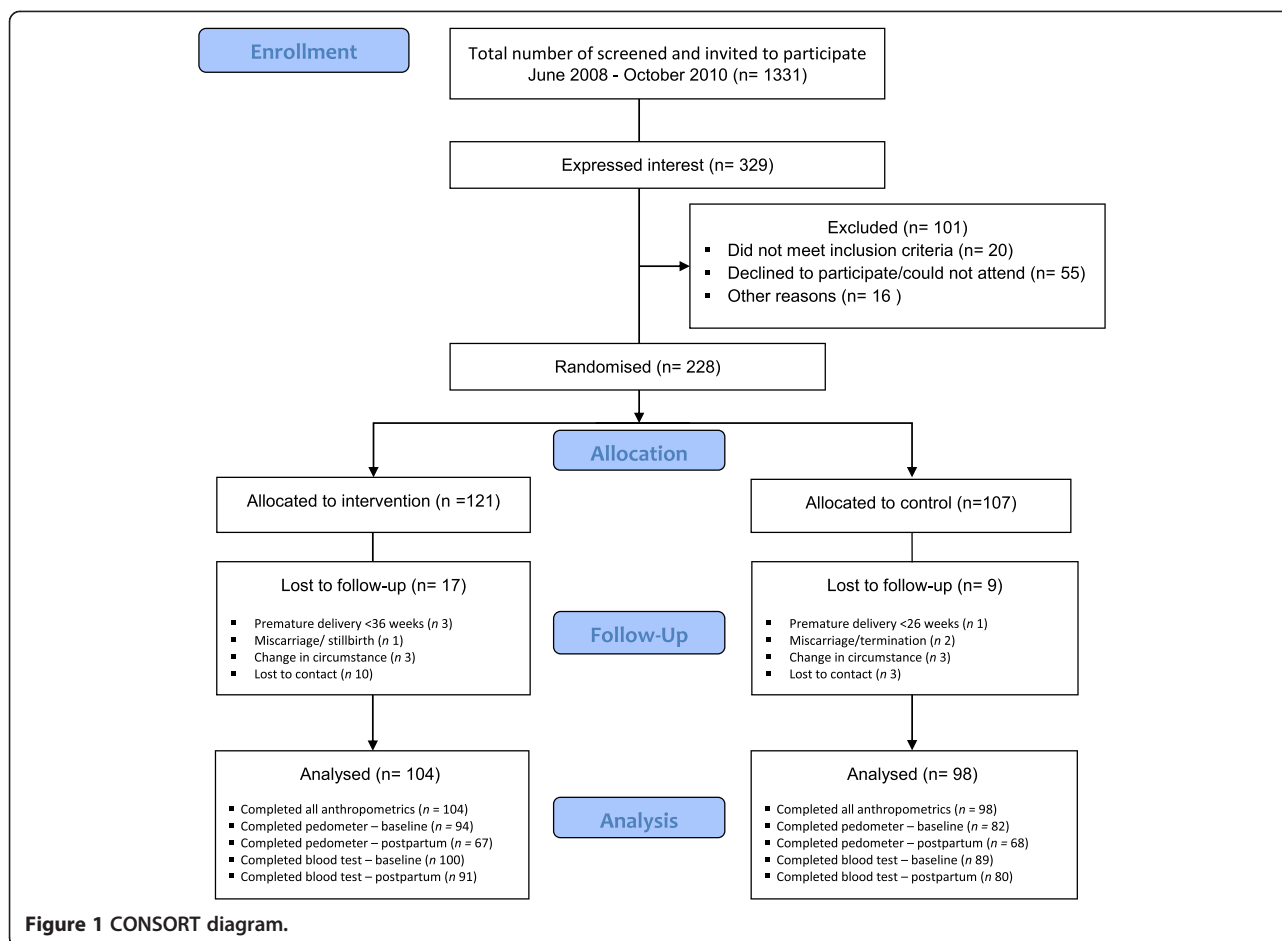 Enrollment
Total number of screened and invited to participate
June 2008 - October 2010 (n= 1331)
Expressed interest (n= 329)
Excluded (n= 101)
▪ Did not meet inclusion criteria (n= 20)
▪ Declined to participate/could not attend (n= 55)
▪ Other reasons (n= 16 )
Randomised (n= 228)
Allocation
Allocated to intervention (n =121)
Allocated to control (n=107)
Lost to follow-up (n= 17)
▪ Premature delivery <36 weeks (n 3)
▪ Miscarriage/ stillbirth (n 1)
▪ Change in circumstance (n 3)
▪ Lost to contact (n 10)
Follow-Up
Lost to follow-up (n= 9)
▪ Premature delivery <26 weeks (n 1)
▪ Miscarriage/termination (n 2)
▪ Change in circumstance (n 3)
▪ Lost to contact (n 3)
Analysed (n= 104)
▪ Completed all anthropometrics (n = 104)
▪ Completed pedometer – baseline (n = 94)
▪ Completed pedometer – postpartum (n = 67)
▪ Completed blood test – baseline (n 100)
▪ Completed blood test – postpartum (n 91)
Analysis
Analysed (n= 98)
▪ Completed all anthropometrics (n = 98)
▪ Completed pedometer – baseline (n = 82)
▪ Completed pedometer – postpartum (n = 68)
▪ Completed blood test – baseline (n 89)
▪ Completed blood test – postpartum (n 80)
Figure 1 CONSORT diagram.